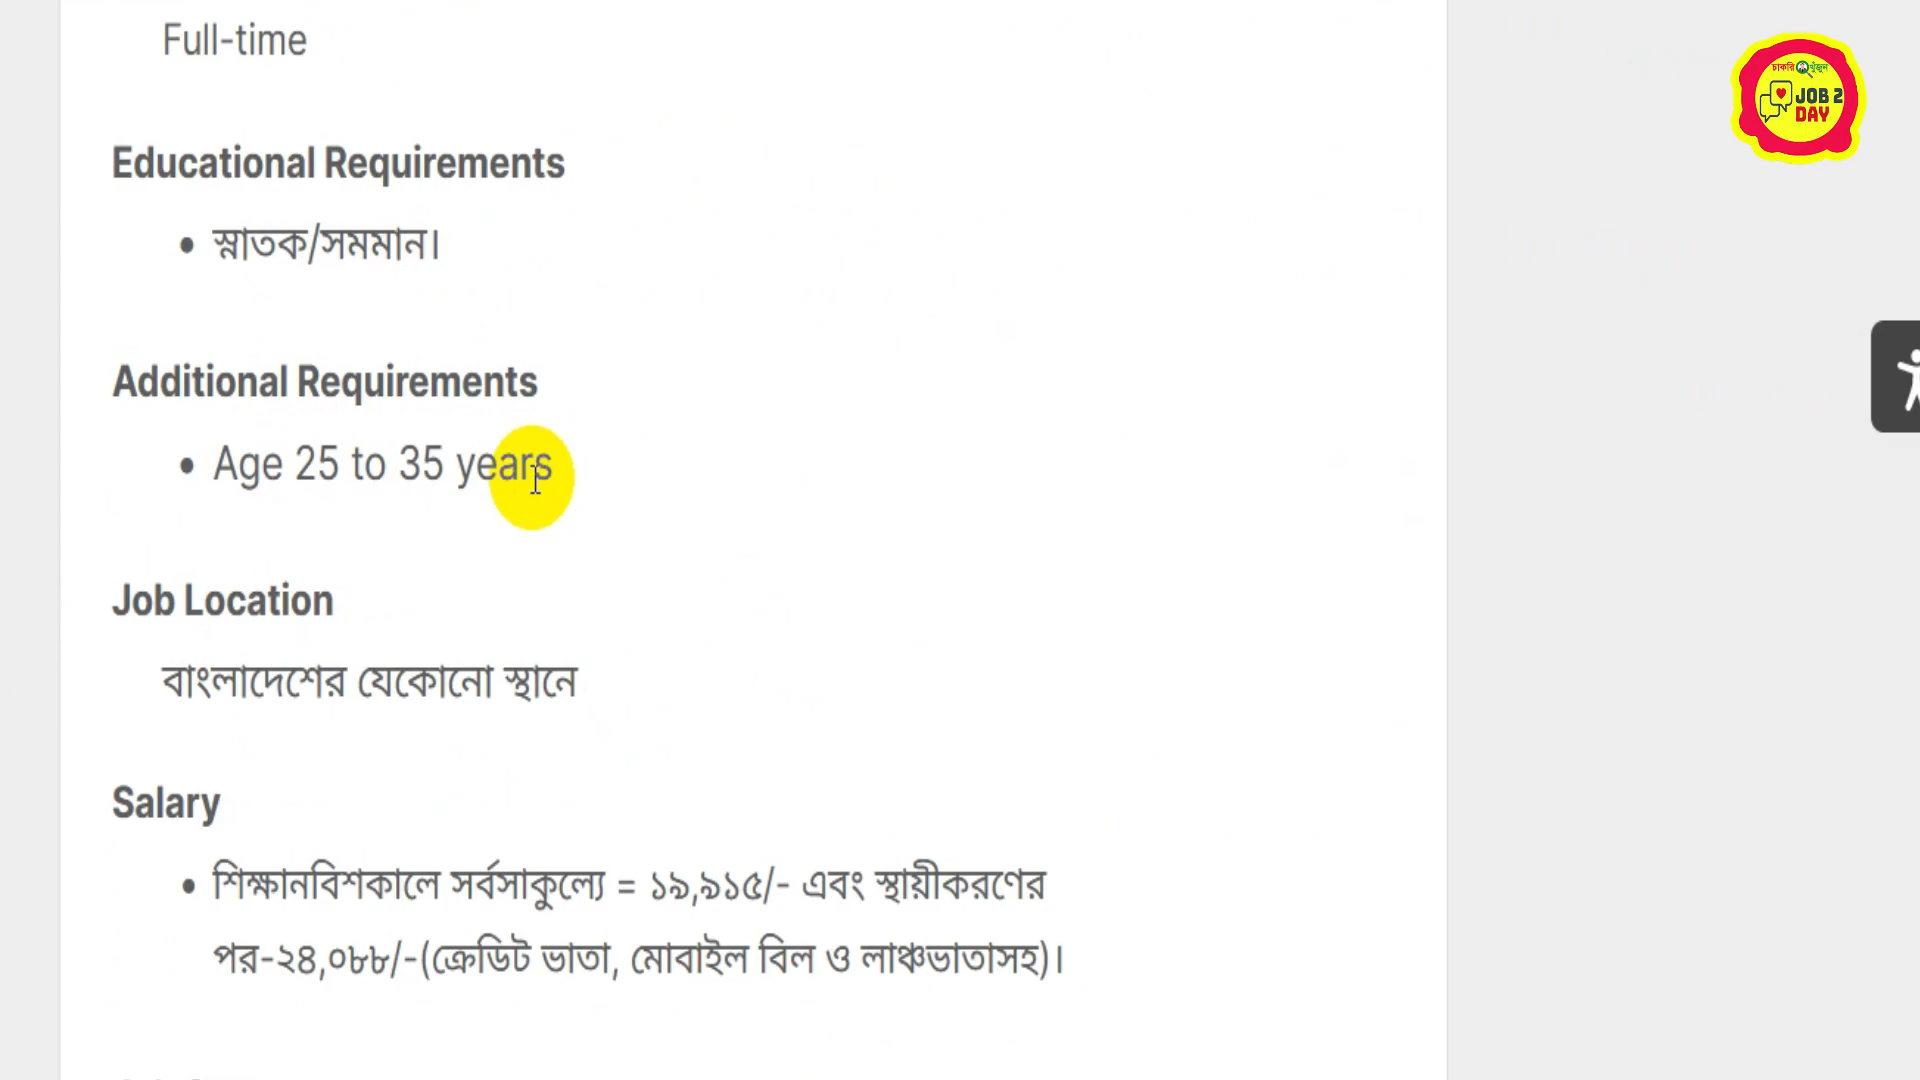 Full-time
চাকরি খুঁজুন
JOB 2
DAY
Educational Requirements
স্নাতক/সমমান।
Additional Requirements
Age 25 to 35 years
Job Location
বাংলাদেশের যেকোনো স্থানে
Salary
শিক্ষানবিশকালে সর্বসাকুল্যে = ১৯,৯১৫/- এবং স্থায়ীকরণের
পর-২৪,০৮৮/-(ক্রেডিট ভাতা, মোবাইল বিল ও লাঞ্চভাতাসহ)।